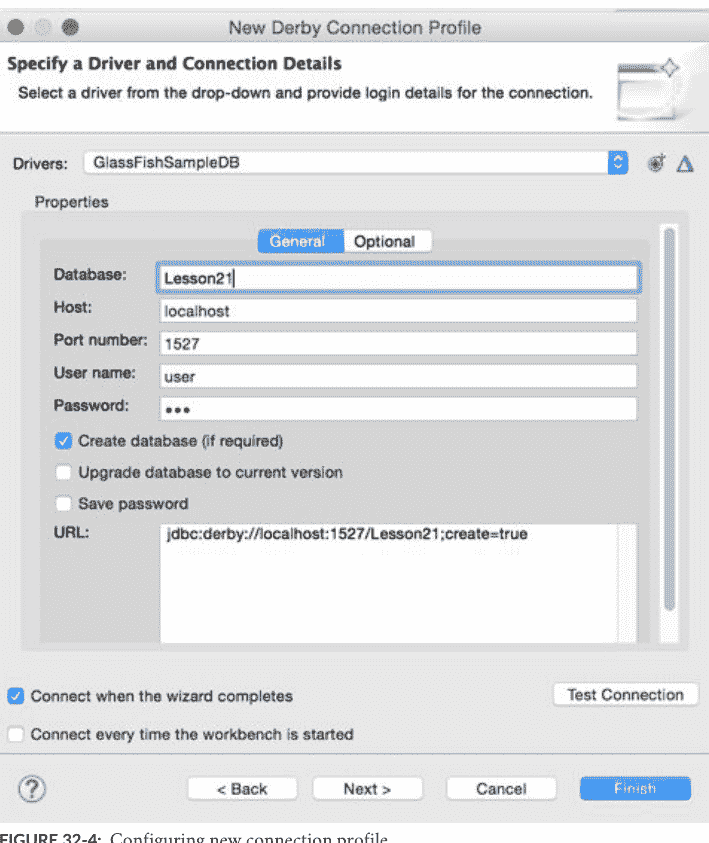 New Derby Connection Profile
Specify a Driver and Connection Details
Select a driver from the drop-down and provide login details for the connection.
Drivers: GlassFishSampleDB
Properties
General Optional
Database: Lesson21
Host: localhost
Port number: 1527
User name: user
Password: •••
Create database (if required)
Upgrade database to current version
Save password
URL: jdbc:derby://localhost:1527/Lesson21;create=true
Connect when the wizard completes
Test Connection
Connect every time the workbench is started
? < Back Next > Cancel Finish
FIGURE 32-4: Configuring new connection profile